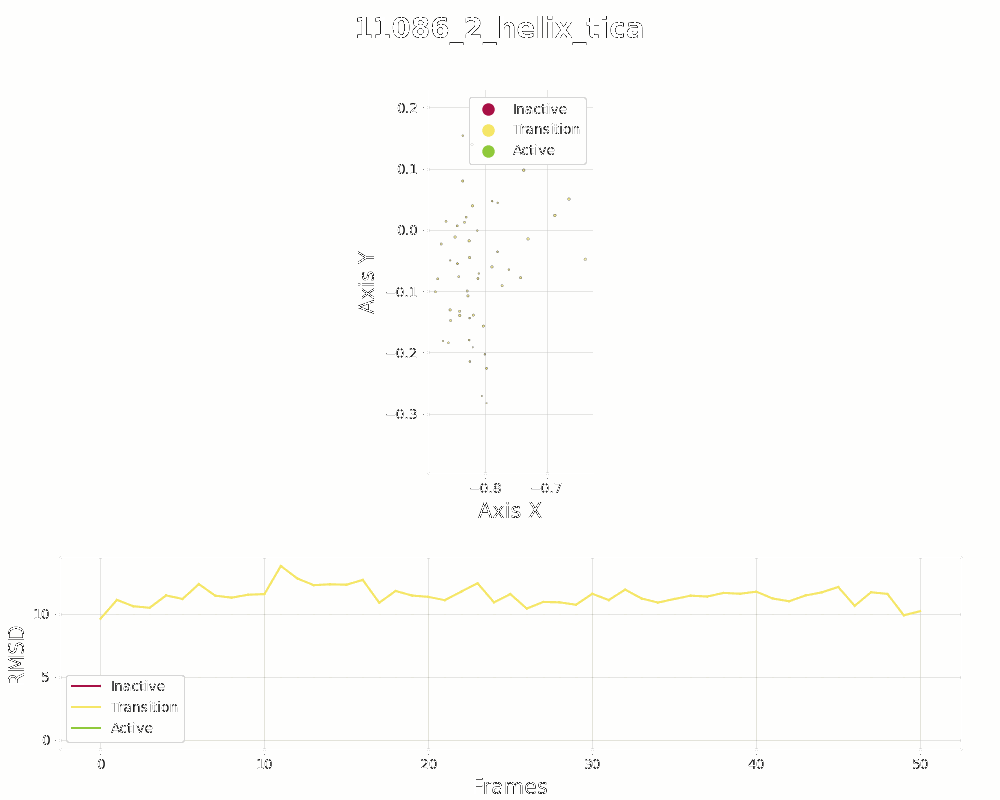 11086_2_helix_tica
Inactive
Transition
Active
0.2
0.1
0.0
−0.1
−0.2
−0.3
Axis Y
−0.8 −0.7
Axis X
10
5
0
RMSD
Inactive
Transition
Active
0 10 20 30 40 50
Frames